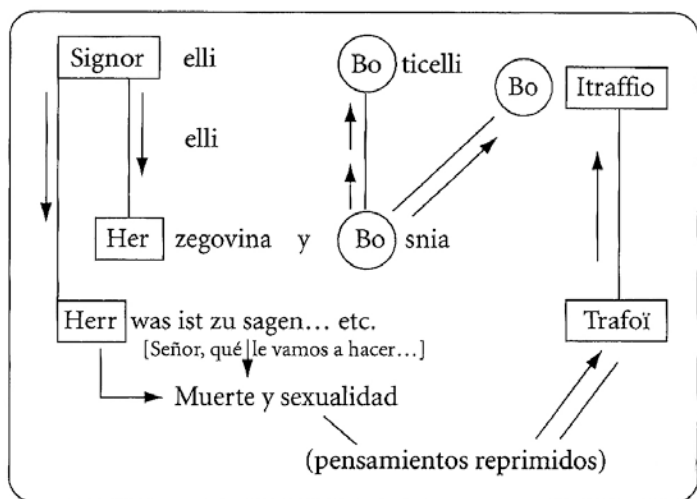 Signor elli Bo ticelli Bo Itraffio
elli
Her zegovina y Bo snia
Herr was ist zu sagen... etc. Trafoï
[Señor, qué le vamos a hacer...]
Muerte y sexualidad
(pensamientos reprimidos)